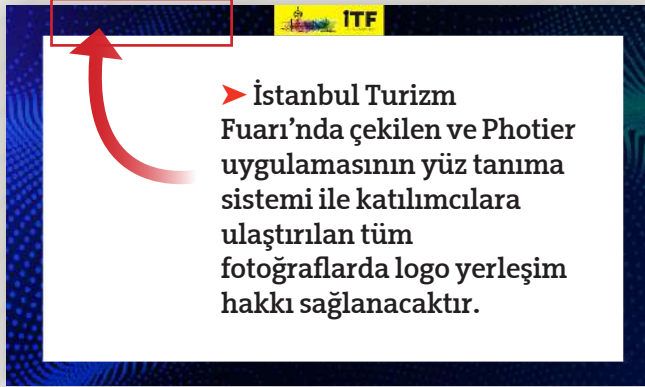 iTF
➤ İstanbul Turizm
Fuarı’nda çekilen ve Photier
uygulamasının yüz tanıma
sistemi ile katılımcılara
ulaştırılan tüm
fotoğraflarda logo yerleşim
hakkı sağlanacaktır.